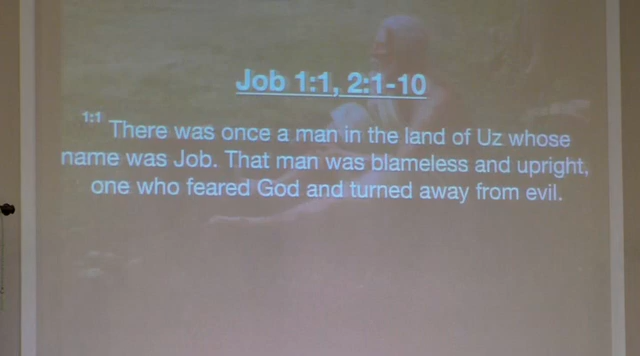 Job 1:1, 2:1-10
1:1 There was once a man in the land of Uz whose
name was Job. That man was blameless and upright,
one who feared God and turned away from evil.